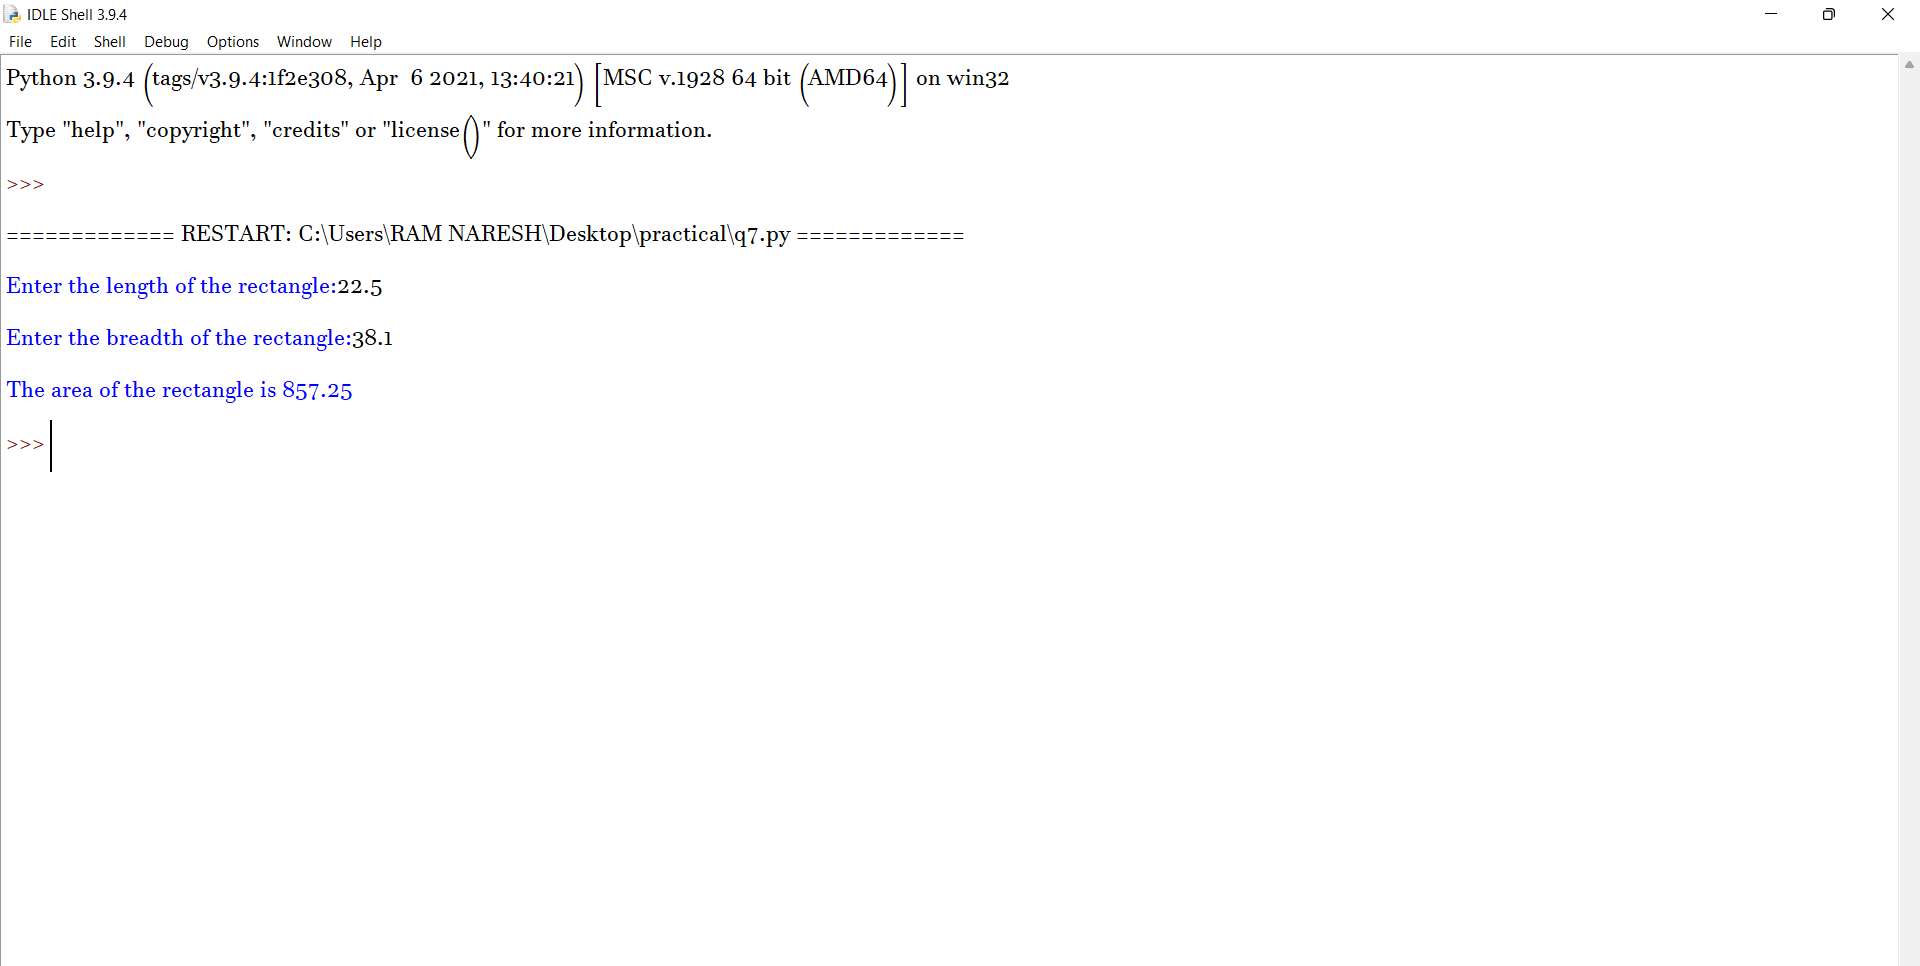 IDLE Shell 3.9.4
File Edit Shell Debug Options Window Help
Python 3.9.4 (tags/v3.9.4:1f2e308, Apr  6 2021, 13:40:21) [MSC v.1928 64 bit (AMD64)] on win32
Type "help", "copyright", "credits" or "license()" for more information.
>>>
============= RESTART: C:\Users\RAM NARESH\Desktop\practical\q7.py =============
Enter the length of the rectangle:22.5
Enter the breadth of the rectangle:38.1
The area of the rectangle is 857.25
>>>